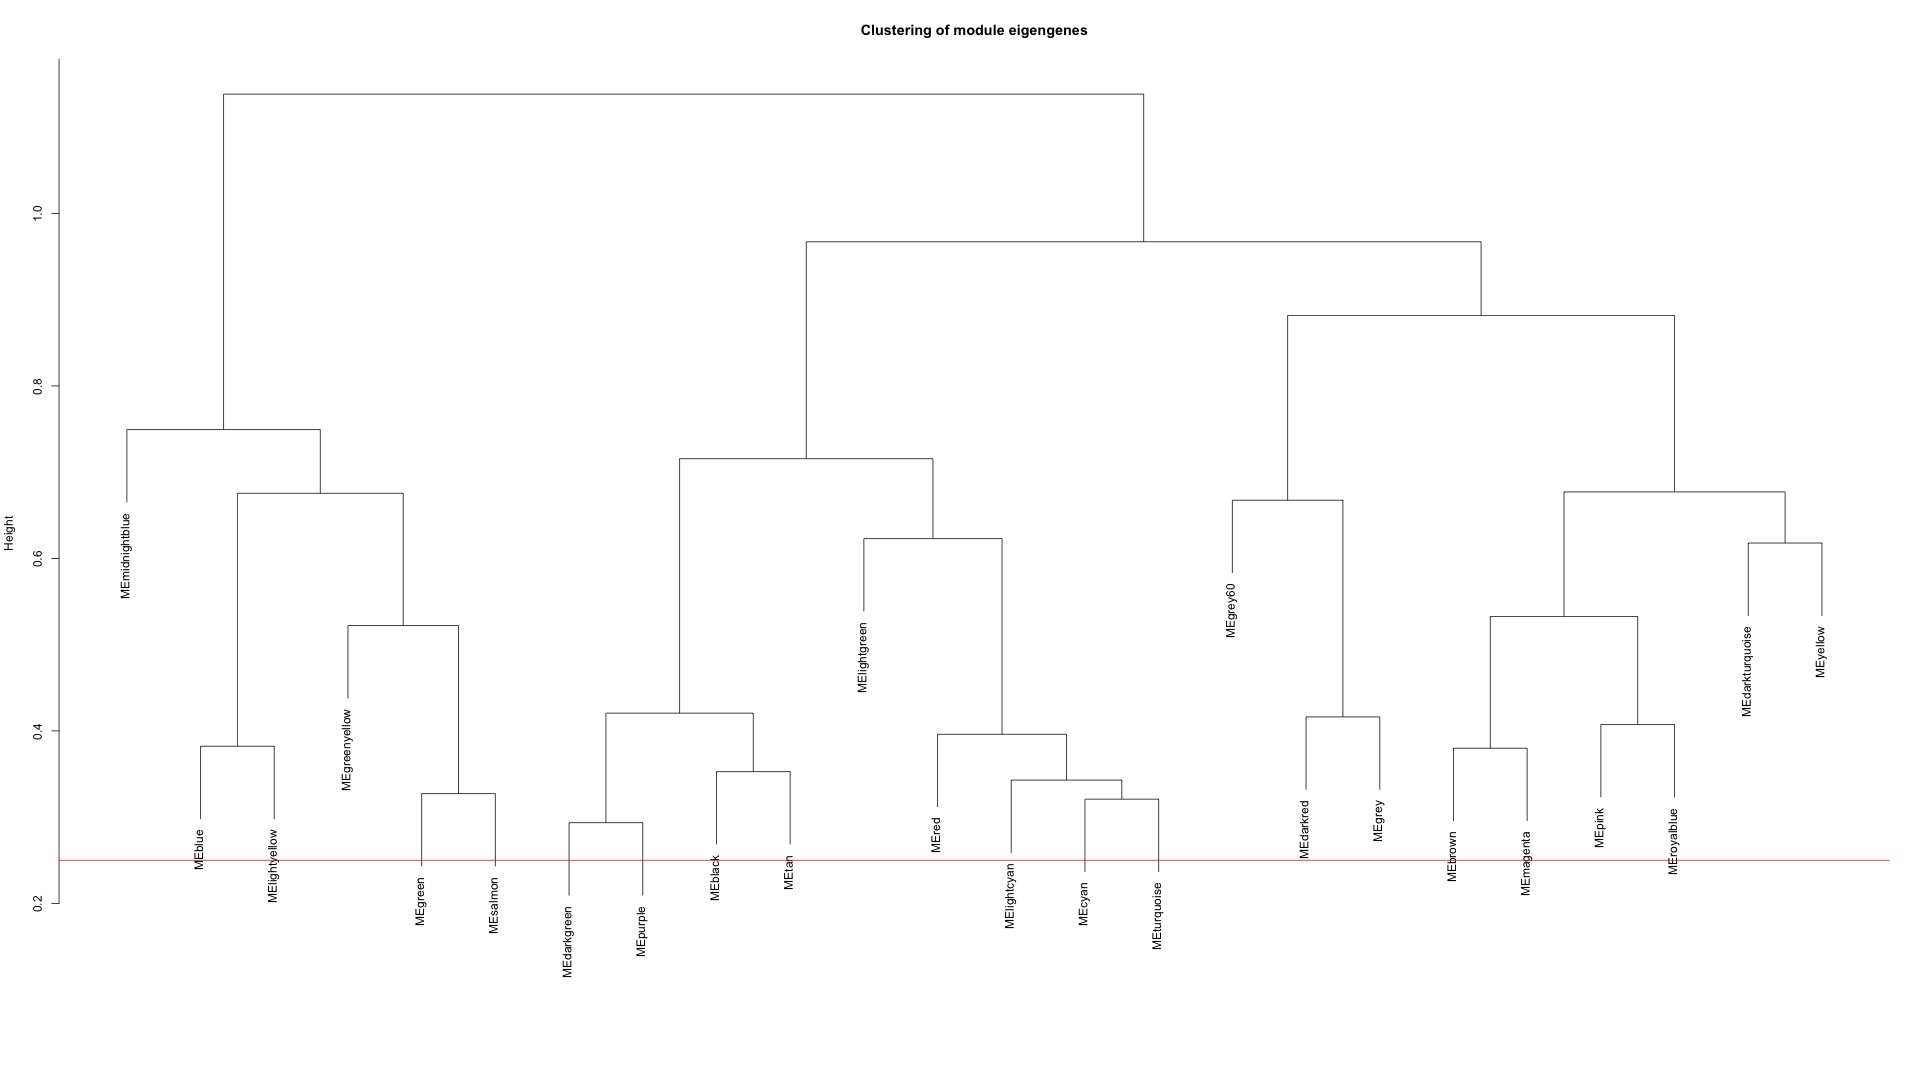 Clustering of module eigengenes
Height
1.0
0.8
0.6
0.4
0.2
MEmidnightblue
MEblue
MElightyellow
MEgreenyellow
MEgreen
MEsalmon
MEdarkgreen
MEpurple
MEblack
MEtan
MElightgreen
MEred
MElightcyan
MEcyan
MEturquoise
MEgrey60
MEdarkred
MEgrey
MEbrown
MEmagenta
MEpink
MEroyalblue
MEdarkturquoise
MEyellow